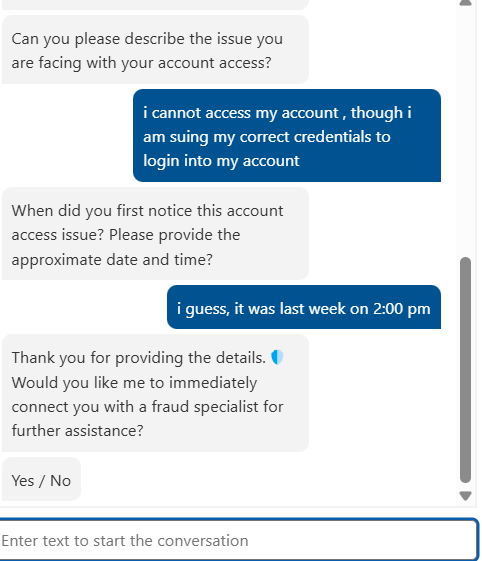 Can you please describe the issue you
are facing with your account access?
i cannot access my account , though i
am suing my correct credentials to
login into my account
When did you first notice this account
access issue? Please provide the
approximate date and time?
i guess, it was last week on 2:00 pm
Thank you for providing the details.
Would you like me to immediately
connect you with a fraud specialist for
further assistance?
Yes / No
Enter text to start the conversation